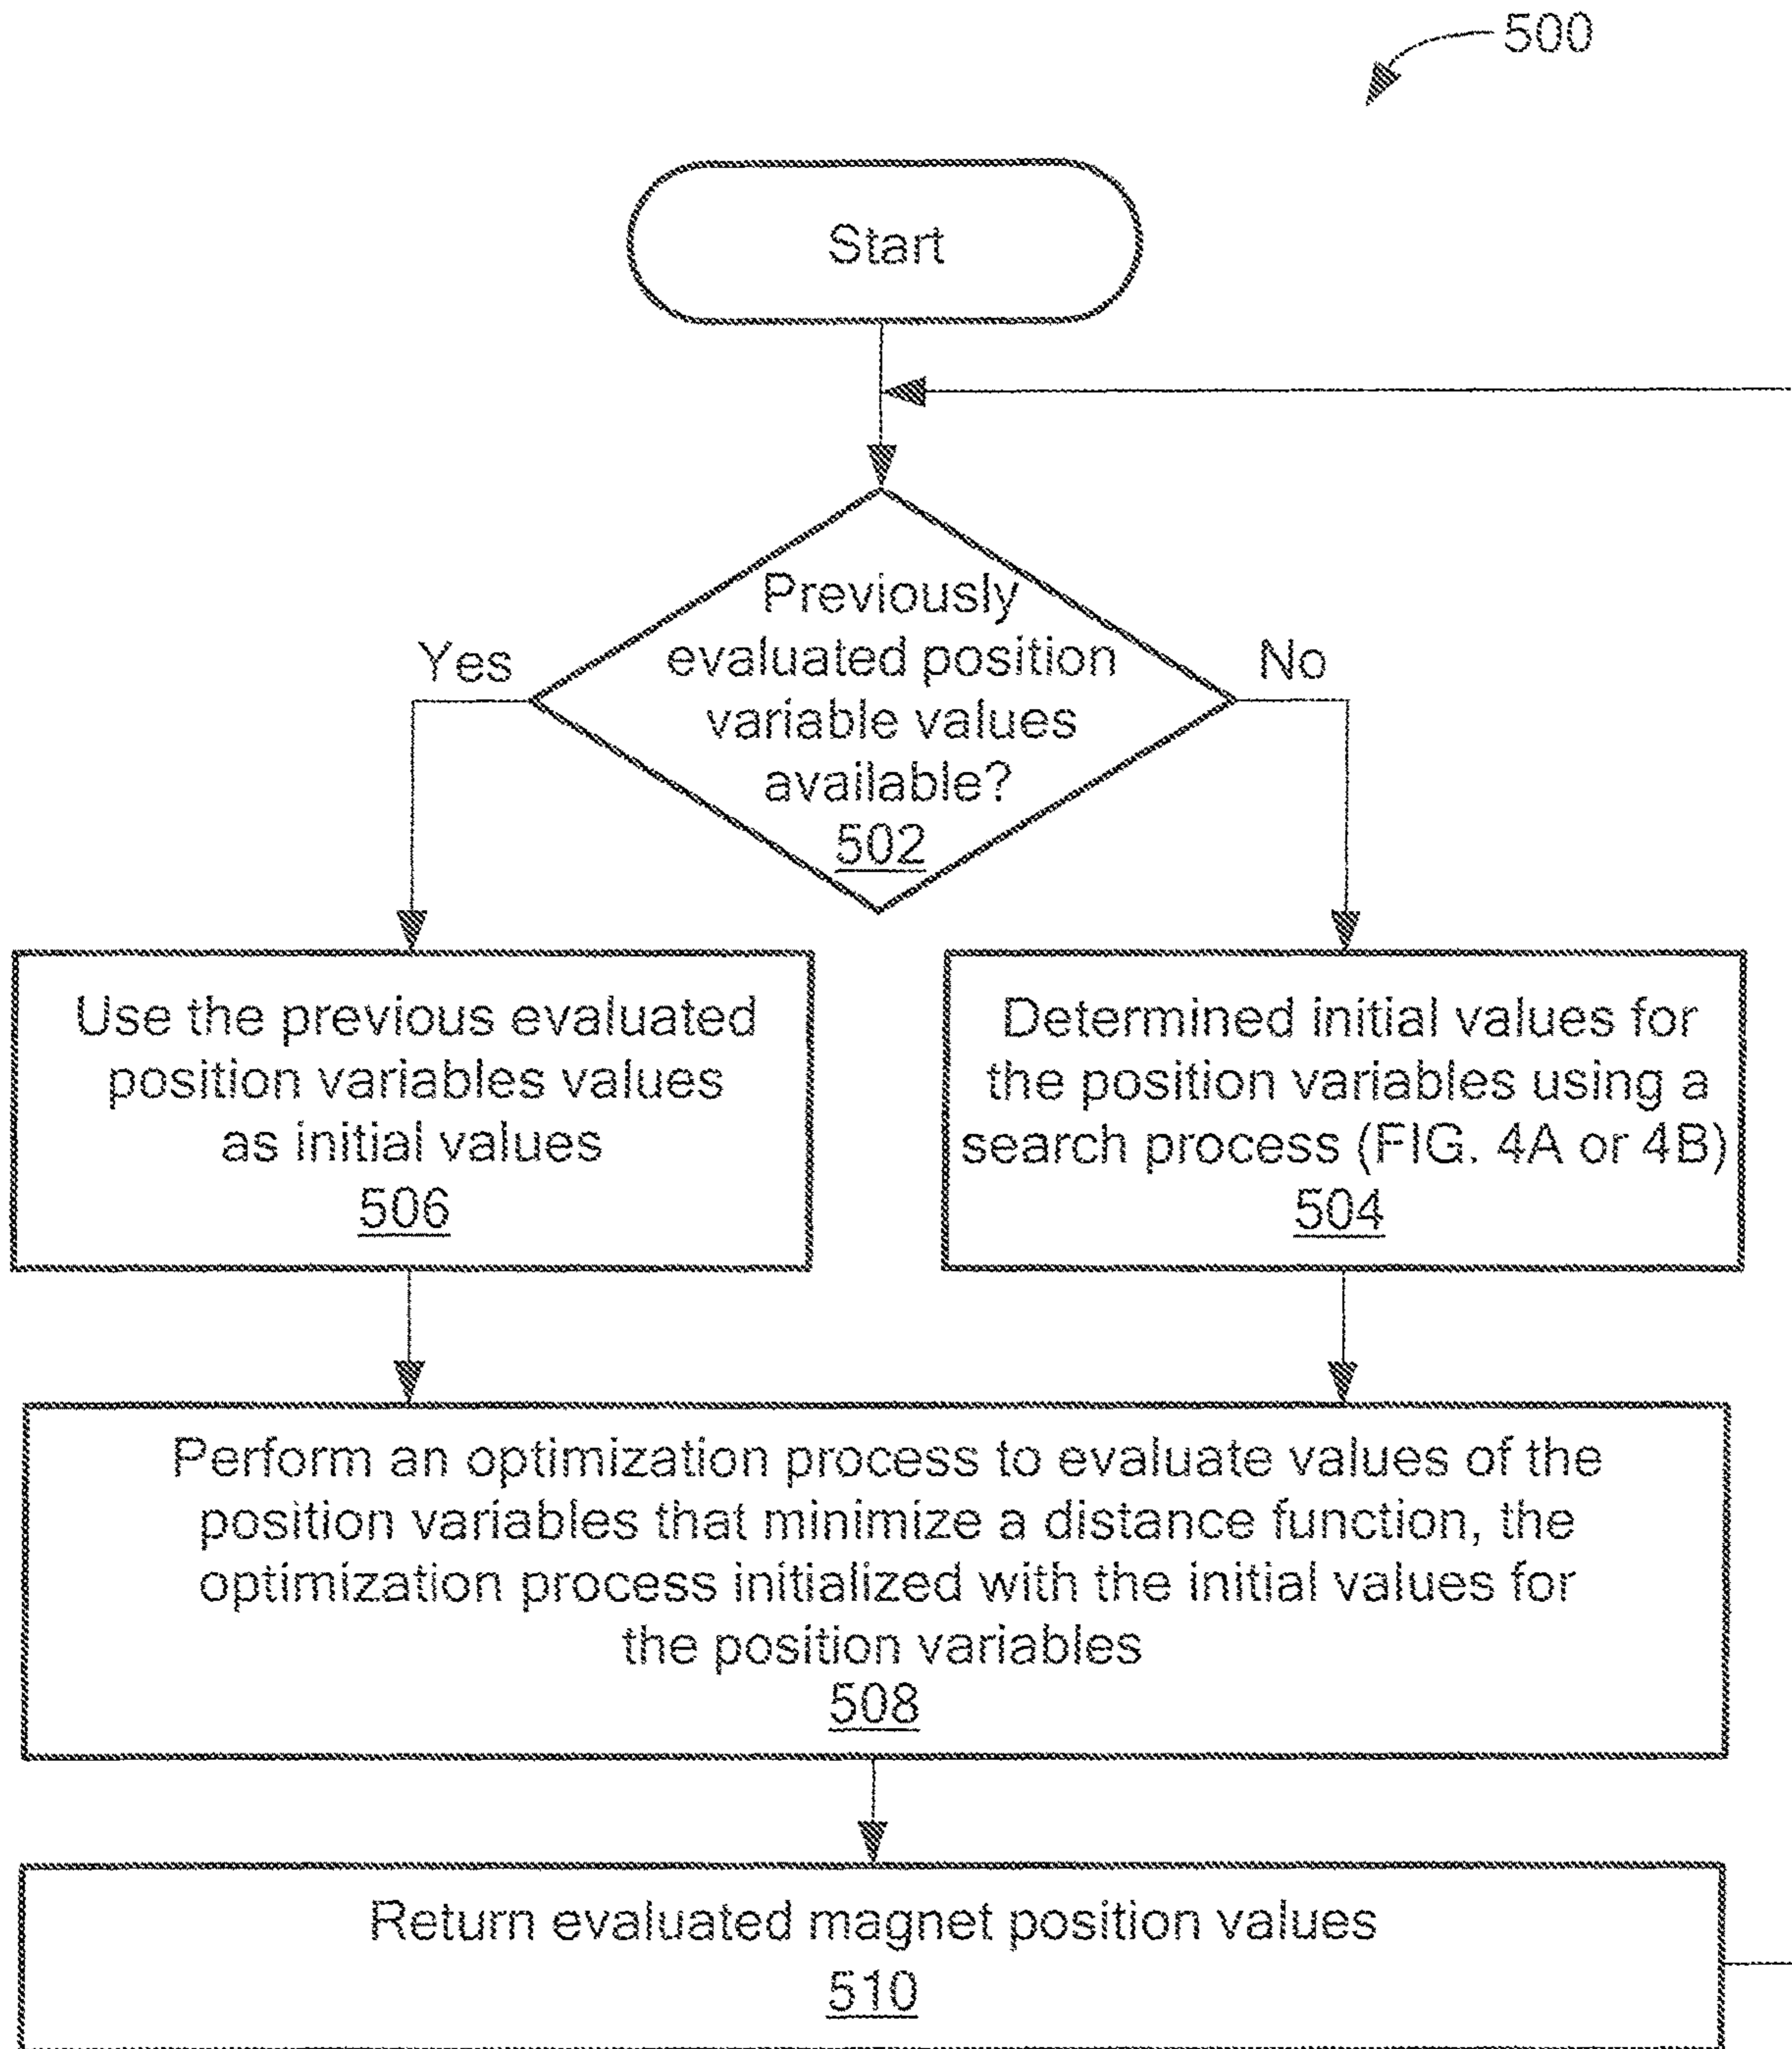 500
Start
Previously
evaluated position
variable values
available?
502
Yes
No
Use the previous evaluated
position variables values
as initial values
506
Determined initial values for
the position variables using a
search process (FIG. 4A or 4B)
504
Perform an optimization process to evaluate values of the
position variables that minimize a distance function, the
optimization process initialized with the initial values for
the position variables
508
Return evaluated magnet position values
510